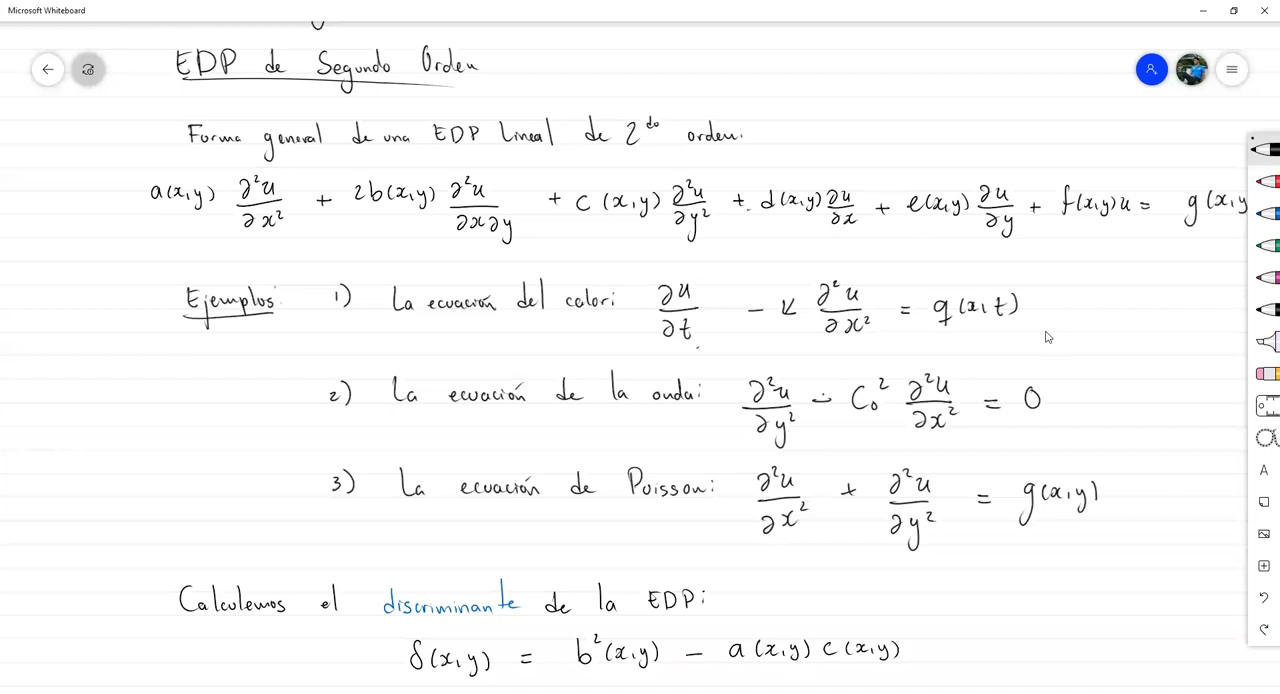 Microsoft Whiteboard
EDP de Segundo Orden
Forma general de una EDP Lineal de 2^do orden:
a(x,y) ∂²u/∂x² + 2b(x,y) ∂²u/∂x∂y + c(x,y) ∂²u/∂y² + d(x,y) ∂u/∂x + e(x,y) ∂u/∂y + f(x,y)u = g(x,y
Ejemplos: 1) La ecuación del calor: ∂u/∂t - K ∂²u/∂x² = q(x,t)
2) La ecuación de la onda: ∂²u/∂y² - C₀² ∂²u/∂x² = 0
3) La ecuación de Poisson: ∂²u/∂x² + ∂²u/∂y² = g(x,y)
Calculemos el discriminante de la EDP:
δ(x,y) = b²(x,y) - a(x,y) c(x,y)